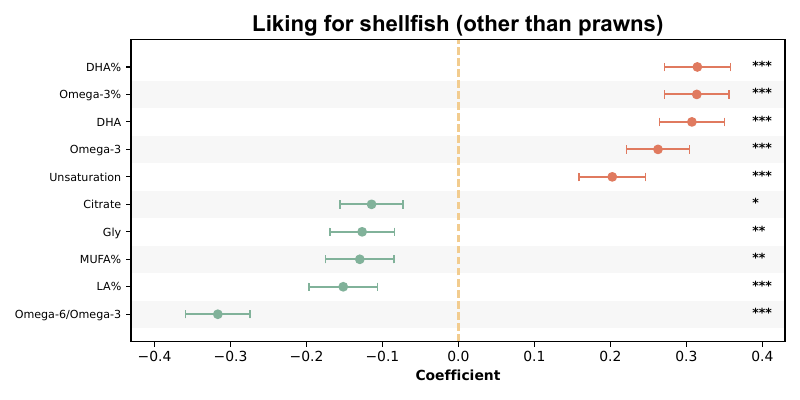 Liking for shellfish (other than prawns)
DHA% ***
Omega-3% ***
DHA ***
Omega-3 ***
Unsaturation ***
Citrate *
Gly **
MUFA% **
LA% ***
Omega-6/Omega-3 ***
−0.4 −0.3 −0.2 −0.1 0.0 0.1 0.2 0.3 0.4
Coefficient